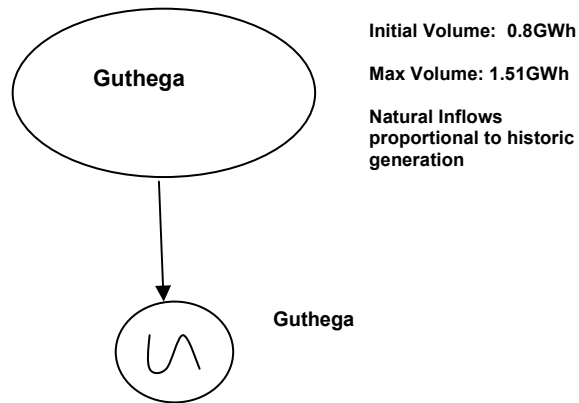 Guthega
Initial Volume: 0.8GWh
Max Volume: 1.51GWh
Natural Inflows
proportional to historic
generation
Guthega